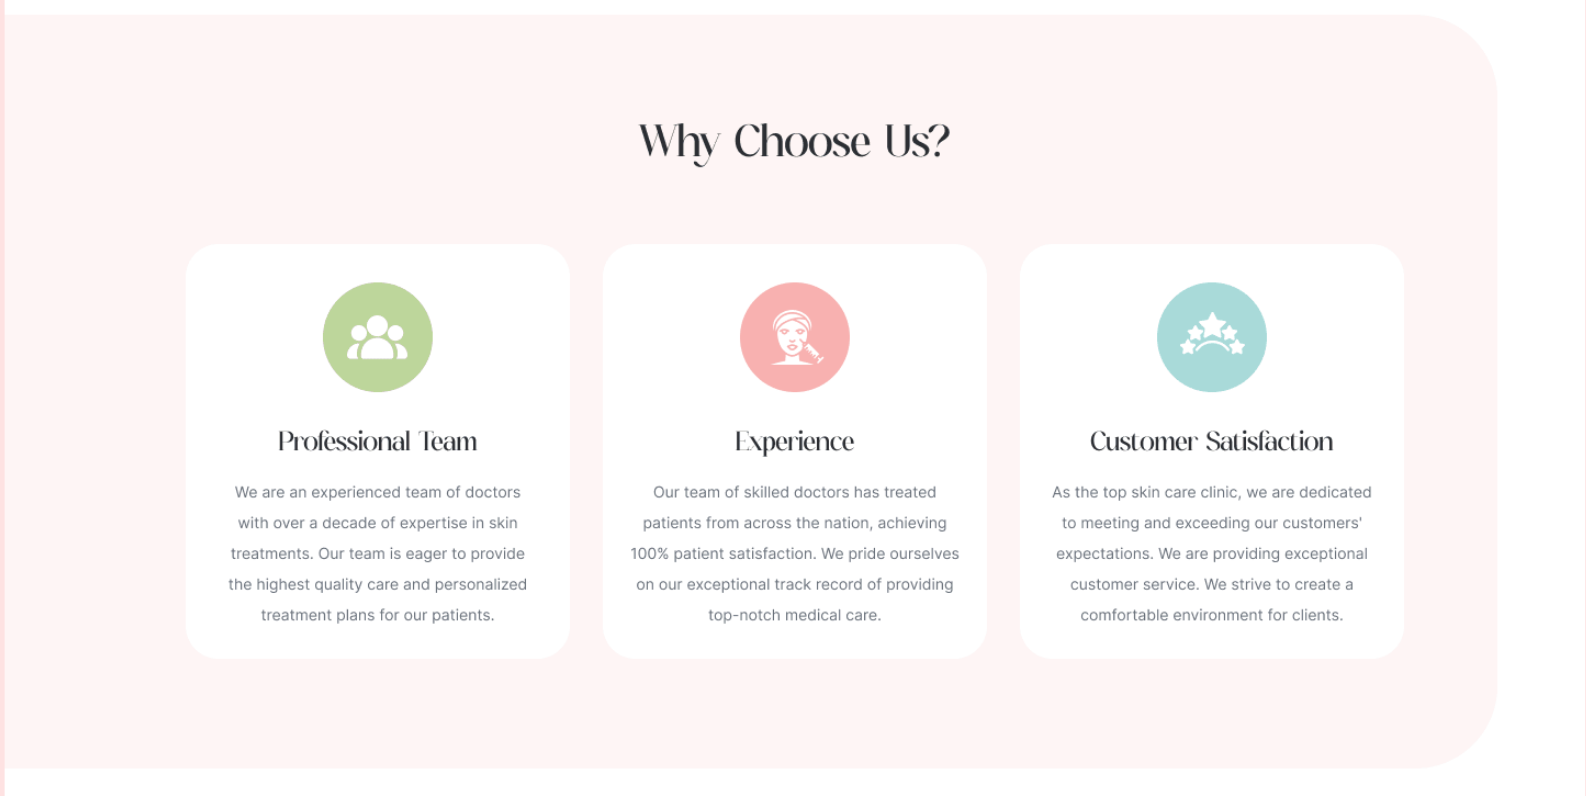 Why Choose Us?
Professional Team
We are an experienced team of doctors
with over a decade of expertise in skin
treatments. Our team is eager to provide
the highest quality care and personalized
treatment plans for our patients.
Experience
Our team of skilled doctors has treated
patients from across the nation, achieving
100% patient satisfaction. We pride ourselves
on our exceptional track record of providing
top-notch medical care.
Customer Satisfaction
As the top skin care clinic, we are dedicated
to meeting and exceeding our customers'
expectations. We are providing exceptional
customer service. We strive to create a
comfortable environment for clients.